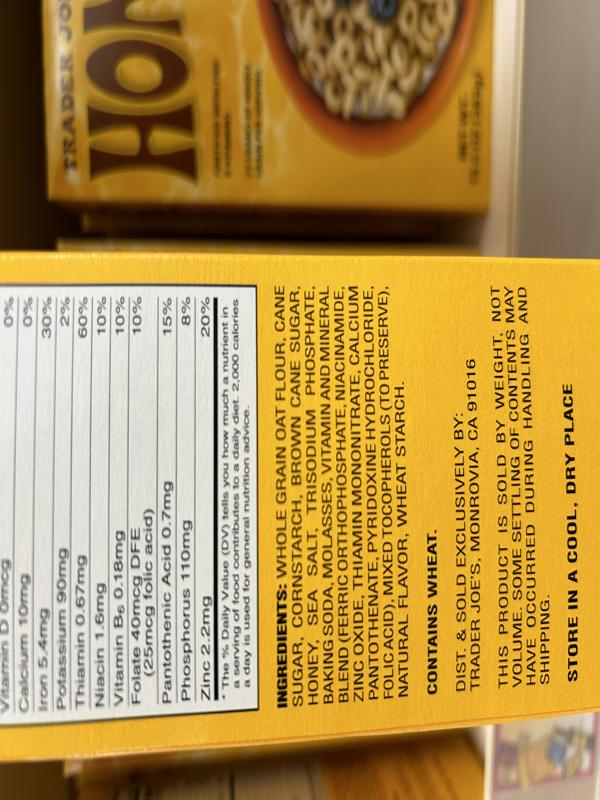 TRADER JO
HON
Vitamin D 0mcg 0%
Calcium 10mg 0%
Iron 5.4mg 30%
Potassium 90mg 2%
Thiamin 0.67mg 60%
Niacin 1.6mg 10%
Vitamin B6 0.18mg 10%
Folate 40mcg DFE 10%
(25mcg folic acid)
Pantothenic Acid 0.7mg 15%
Phosphorus 110mg 8%
Zinc 2.2mg 20%
* The % Daily Value (DV) tells you how much a nutrient in
a serving of food contributes to a daily diet. 2,000 calories
a day is used for general nutrition advice.
INGREDIENTS: WHOLE GRAIN OAT FLOUR, CANE
SUGAR, CORNSTARCH, BROWN CANE SUGAR,
HONEY, SEA SALT, TRISODIUM PHOSPHATE,
BAKING SODA, MOLASSES, VITAMIN AND MINERAL
BLEND (FERRIC ORTHOPHOSPHATE, NIACINAMIDE,
ZINC OXIDE, THIAMIN MONONITRATE, CALCIUM
PANTOTHENATE, PYRIDOXINE HYDROCHLORIDE,
FOLIC ACID), MIXED TOCOPHEROLS (TO PRESERVE),
NATURAL FLAVOR, WHEAT STARCH.
CONTAINS WHEAT.
DIST. & SOLD EXCLUSIVELY BY:
TRADER JOE'S, MONROVIA, CA 91016
THIS PRODUCT IS SOLD BY WEIGHT, NOT
VOLUME. SOME SETTLING OF CONTENTS MAY
HAVE OCCURRED DURING HANDLING AND
SHIPPING.
STORE IN A COOL, DRY PLACE